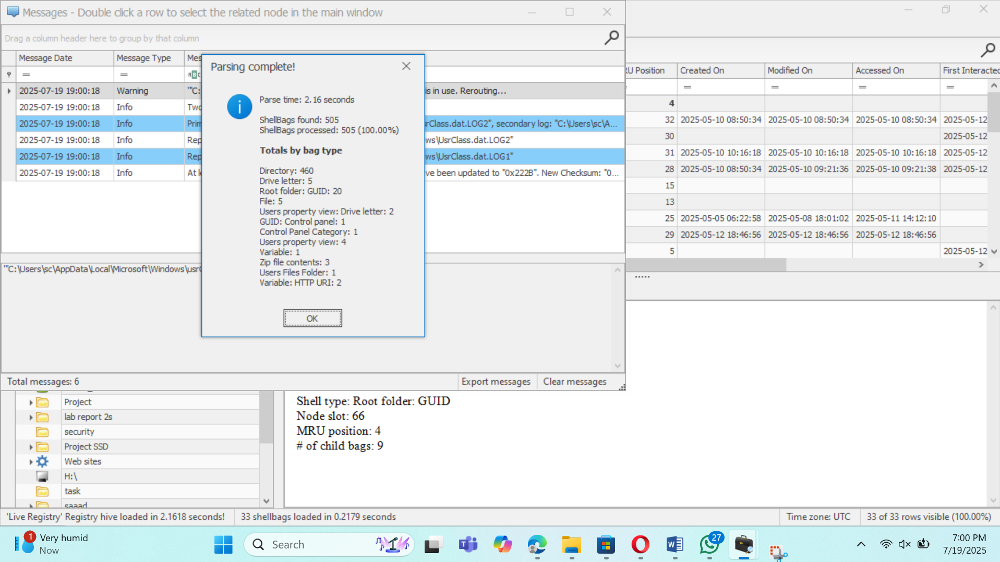 Messages - Double click a row to select the related node in the main window
Drag a column header here to group by that column
Message Date Message Type Mes
= =
2025-07-19 19:00:18 Warning '"C: is in use. Rerouting...
2025-07-19 19:00:18 Info Two
2025-07-19 19:00:18 Info Prim rClass.dat.LOG2", secondary log: "C:\Users\sc\A...
2025-07-19 19:00:18 Info Rep ws\UsrClass.dat.LOG2"
2025-07-19 19:00:18 Info Rep ws\UsrClass.dat.LOG1"
2025-07-19 19:00:18 Info At le ve been updated to "0x222B". New Checksum: "0...
'"C:\Users\sc\AppData\Local\Microsoft\Windows\usrC
Total messages: 6
Export messages
Clear messages
Parsing complete!
Parse time: 2.16 seconds
ShellBags found: 505
ShellBags processed: 505 (100.00%)
Totals by bag type
Directory: 460
Drive letter: 5
Root folder: GUID: 20
File: 5
Users property view: Drive letter: 2
GUID: Control panel: 1
Control Panel Category: 1
Users property view: 4
Variable: 1
Zip file contents: 3
Users Files Folder: 1
Variable: HTTP URI: 2
OK
RU Position Created On Modified On Accessed On First Interacted
= = =
4
32 2025-05-10 08:50:34 2025-05-10 08:50:34 2025-05-10 08:50:34 2025-05-12
30 2025-05-12
31 2025-05-10 10:16:18 2025-05-10 10:16:18 2025-05-10 10:16:18 2025-05-12
28 2025-05-10 08:50:34 2025-05-10 09:21:36 2025-05-10 09:21:38 2025-05-12
15
13
25 2025-05-05 06:22:58 2025-05-08 18:01:02 2025-05-11 14:12:10
29 2025-05-12 18:46:56 2025-05-12 18:46:56 2025-05-12 18:46:56
5 2025-05-12
Project
lab report 2s
security
Project SSD
Web sites
H:\
task
saaad
Shell type: Root folder: GUID
Node slot: 66
MRU position: 4
# of child bags: 9
'Live Registry' Registry hive loaded in 2.1618 seconds! 33 shellbags loaded in 0.2179 seconds Time zone: UTC 33 of 33 rows visible (100.00%)
1
Very humid
Now
Search
27
7:00 PM
7/19/2025